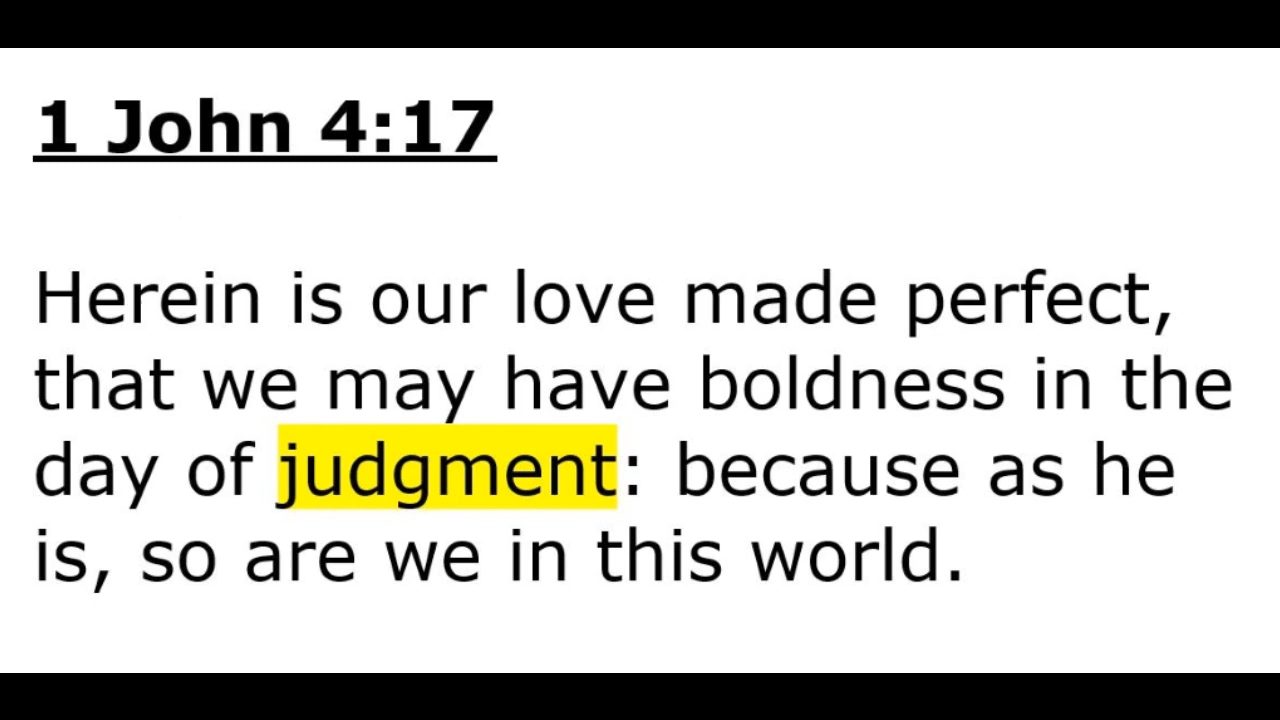 1 John 4:17
Herein is our love made perfect,
that we may have boldness in the
day of judgment: because as he
is, so are we in this world.